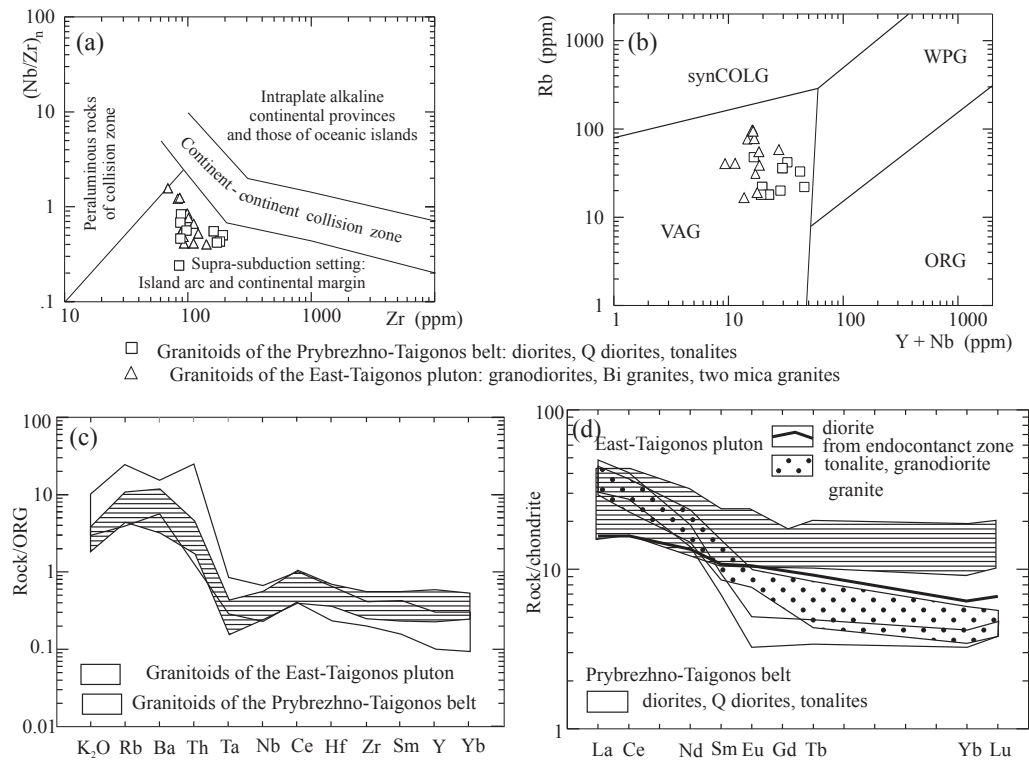 (a)
(Nb/Zr)n
100
10
1
.1
Peraluminous rocks
of collision zone
Intraplate alkaline
continental provinces
and those of oceanic islands
Continent - continent collision zone
Supra-subduction setting:
Island arc and continental margin
10
100
1000
Zr (ppm)
(b)
Rb (ppm)
1000
100
10
1
synCOLG
WPG
VAG
ORG
1
10
100
1000
Y + Nb (ppm)
Granitoids of the Prybrezhno-Taigonos belt: diorites, Q diorites, tonalites
Granitoids of the East-Taigonos pluton: granodiorites, Bi granites, two mica granites
(c)
Rock/ORG
100
10
1
0.1
0.01
Granitoids of the East-Taigonos pluton
Granitoids of the Prybrezhno-Taigonos belt
K2O Rb Ba Th Ta Nb Ce Hf Zr Sm Y Yb
(d)
Rock/chondrite
100
10
1
East-Taigonos pluton
diorite
from endocontanct zone
tonalite, granodiorite
granite
Prybrezhno-Taigonos belt
diorites, Q diorites, tonalites
La Ce Nd Sm Eu Gd Tb Yb Lu